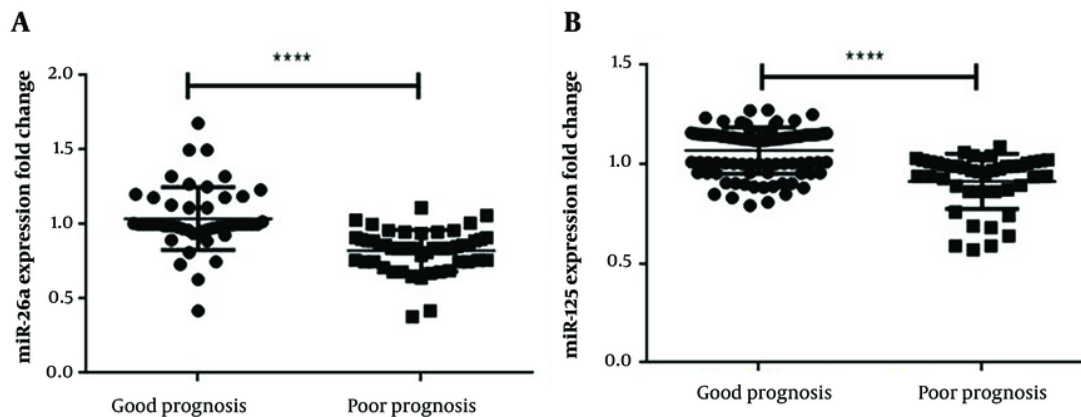 A
****
miR-26a expression fold change
2.0
1.5
1.0
0.5
0.0
Good prognosis Poor prognosis
B
****
miR-125 expression fold change
1.5
1.0
0.5
0.0
Good prognosis Poor prognosis